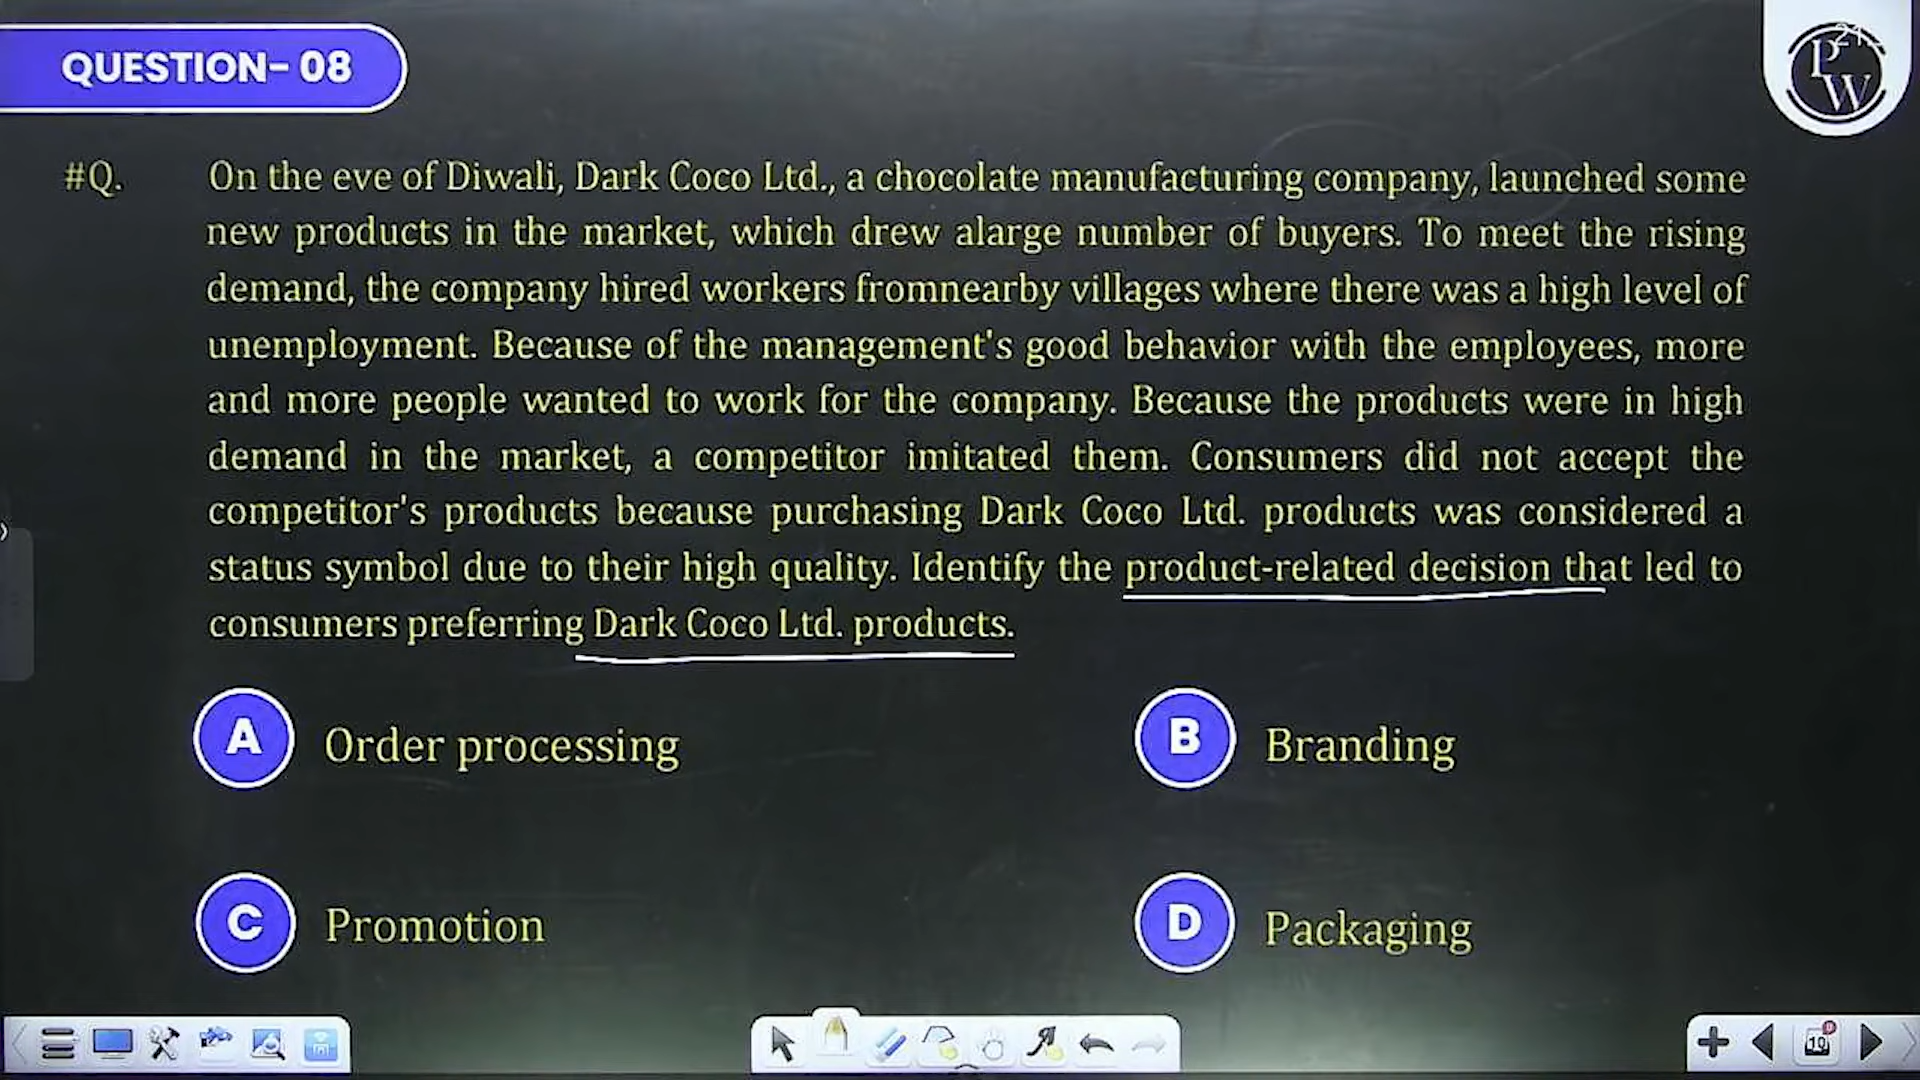 QUESTION- 08
P
W
#Q. On the eve of Diwali, Dark Coco Ltd., a chocolate manufacturing company, launched some
new products in the market, which drew alarge number of buyers. To meet the rising
demand, the company hired workers fromnearby villages where there was a high level of
unemployment. Because of the management's good behavior with the employees, more
and more people wanted to work for the company. Because the products were in high
demand in the market, a competitor imitated them. Consumers did not accept the
competitor's products because purchasing Dark Coco Ltd. products was considered a
status symbol due to their high quality. Identify the product-related decision that led to
consumers preferring Dark Coco Ltd. products.
A Order processing
B Branding
C Promotion
D Packaging
10